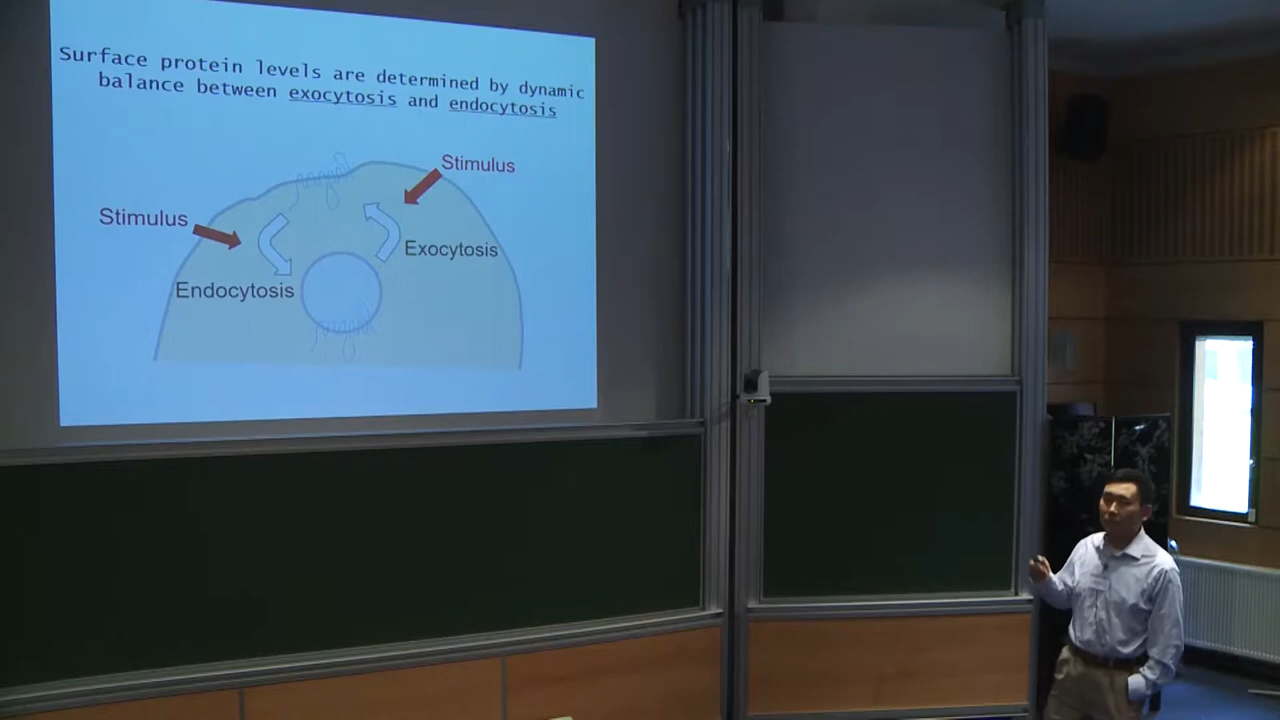 Surface protein levels are determined by dynamic
balance between exocytosis and endocytosis
Stimulus
Stimulus
Exocytosis
Endocytosis